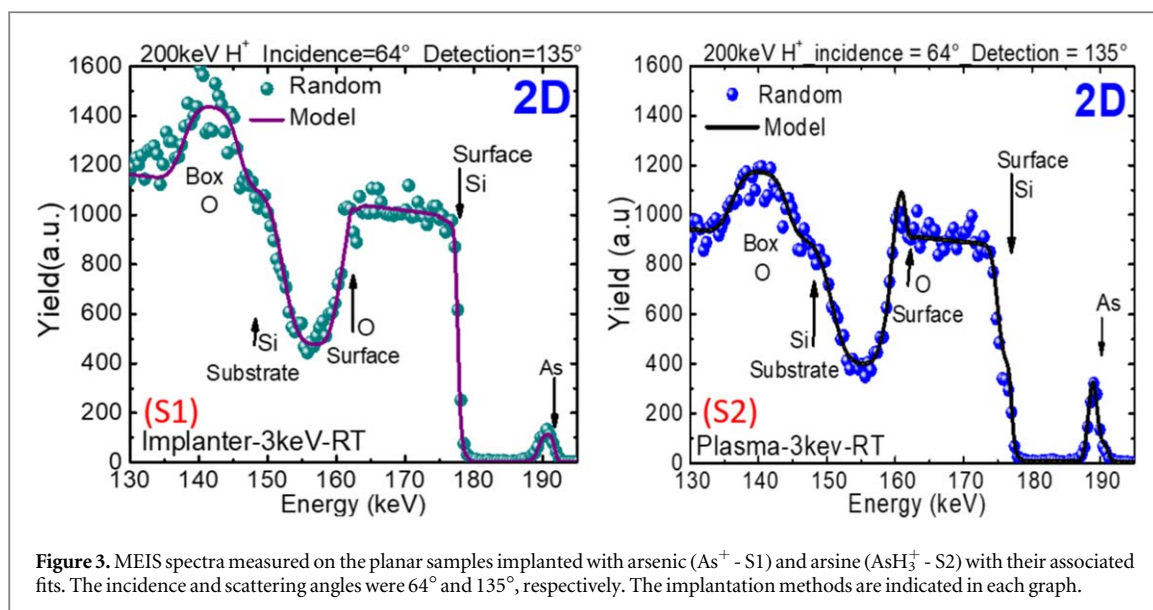 200keV H+ Incidence=64° Detection=135°
1600
1400
1200
1000
800
600
400
200
0
Yield(a.u.)
Random
Model
2D
Surface
Si
Box
O
Si
Substrate
O
Surface
As
(S1)
Implanter-3keV-RT
130 140 150 160 170 180 190
Energy (keV)
200keV H+_incidence = 64°_Detection = 135°
1600
1400
1200
1000
800
600
400
200
0
Yield (a.u.)
Random
Model
2D
Surface
Si
Box
O
Si
Substrate
O
Surface
As
(S2)
Plasma-3kev-RT
130 140 150 160 170 180 190
Energy (keV)
Figure 3. MEIS spectra measured on the planar samples implanted with arsenic (As+ - S1) and arsine (AsH3+ - S2) with their associated
fits. The incidence and scattering angles were 64° and 135°, respectively. The implantation methods are indicated in each graph.